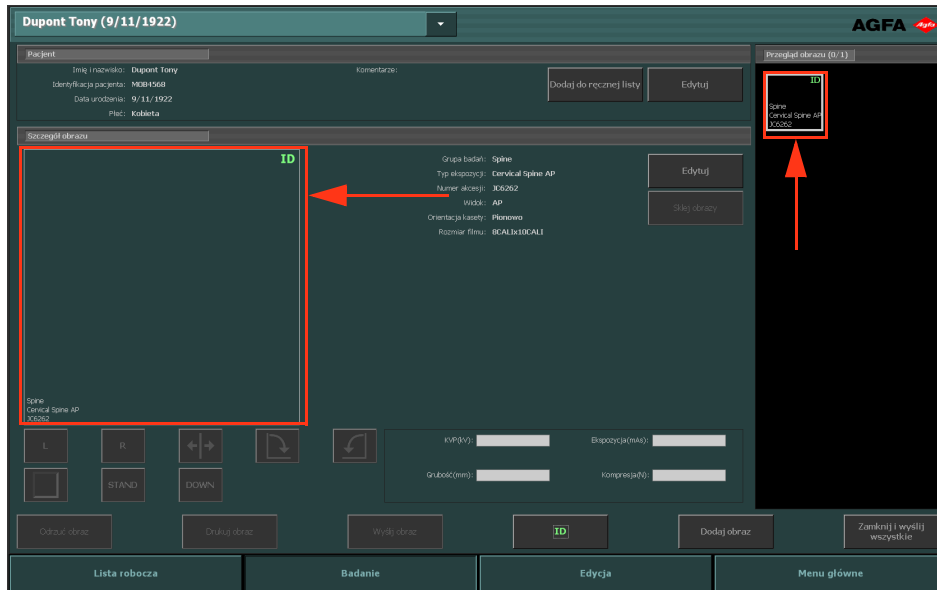 Dupont Tony (9/11/1922)
AGFA
Agfa
Pacjent
Imię i nazwisko: Dupont Tony
Identyfikacja pacjenta: MOB4568
Data urodzenia: 9/11/1922
Płeć: Kobieta
Komentarze:
Dodaj do ręcznej listy
Edytuj
Przegląd obrazu (0/1)
ID
Spine
Cervical Spine AP
JC6262
Szczegół obrazu
ID
Spine
Cervical Spine AP
JC6262
Grupa badań: Spine
Typ ekspozycji: Cervical Spine AP
Numer akcesji: JC6262
Widok: AP
Orientacja kasety: Pionowo
Rozmiar filmu: 8CALIx10CALI
Edytuj
Sklej obrazy
L
R
STAND
DOWN
KVP(kV):
Ekspozycja(mAs):
Grubość(mm):
Kompresja(N):
Odrzuć obraz
Drukuj obraz
Wyślij obraz
ID
Dodaj obraz
Zamknij i wyślij
wszystkie
Lista robocza
Badanie
Edycja
Menu główne